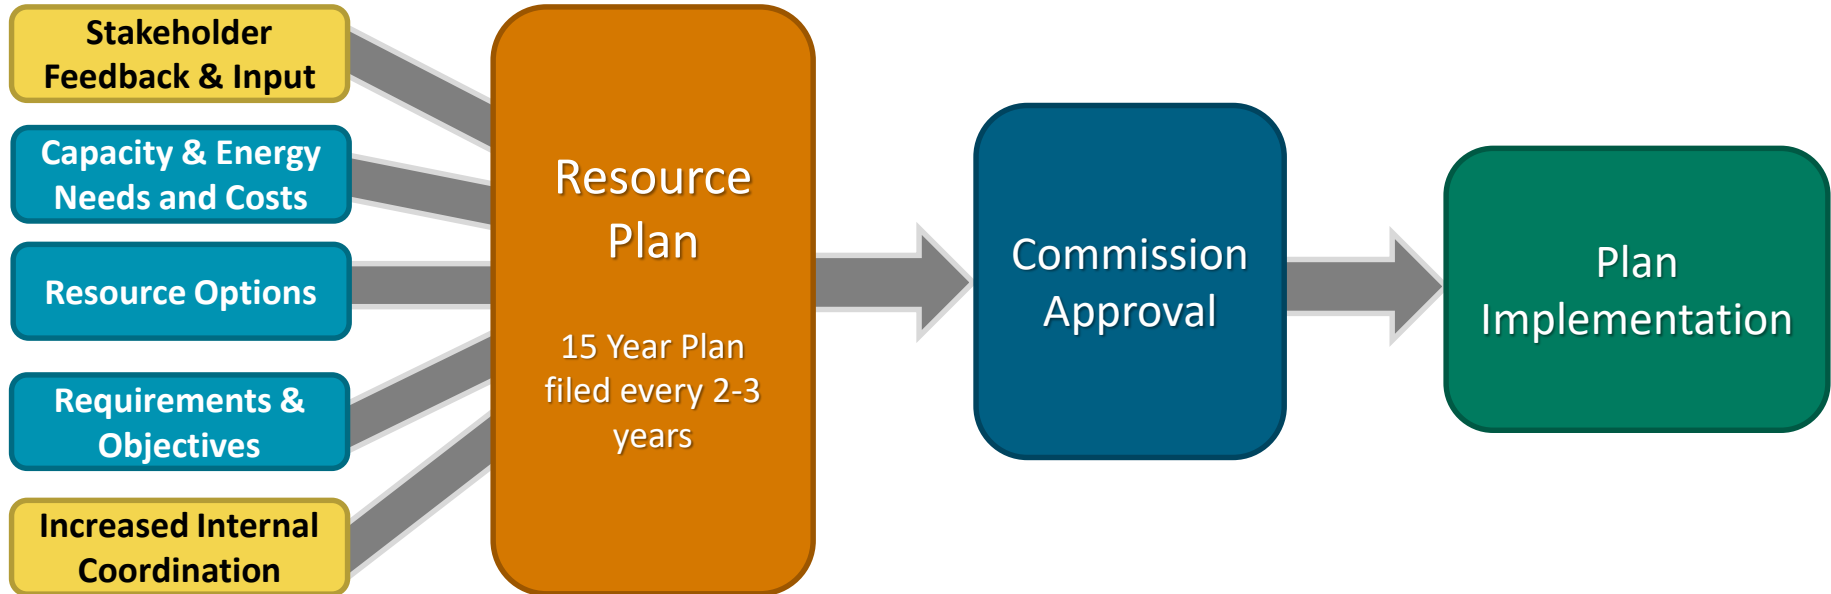 Stakeholder
Feedback & Input
Capacity & Energy
Needs and Costs
Resource Options
Requirements &
Objectives
Increased Internal
Coordination
Resource
Plan
15 Year Plan
filed every 2-3
years
Commission
Approval
Plan
Implementation